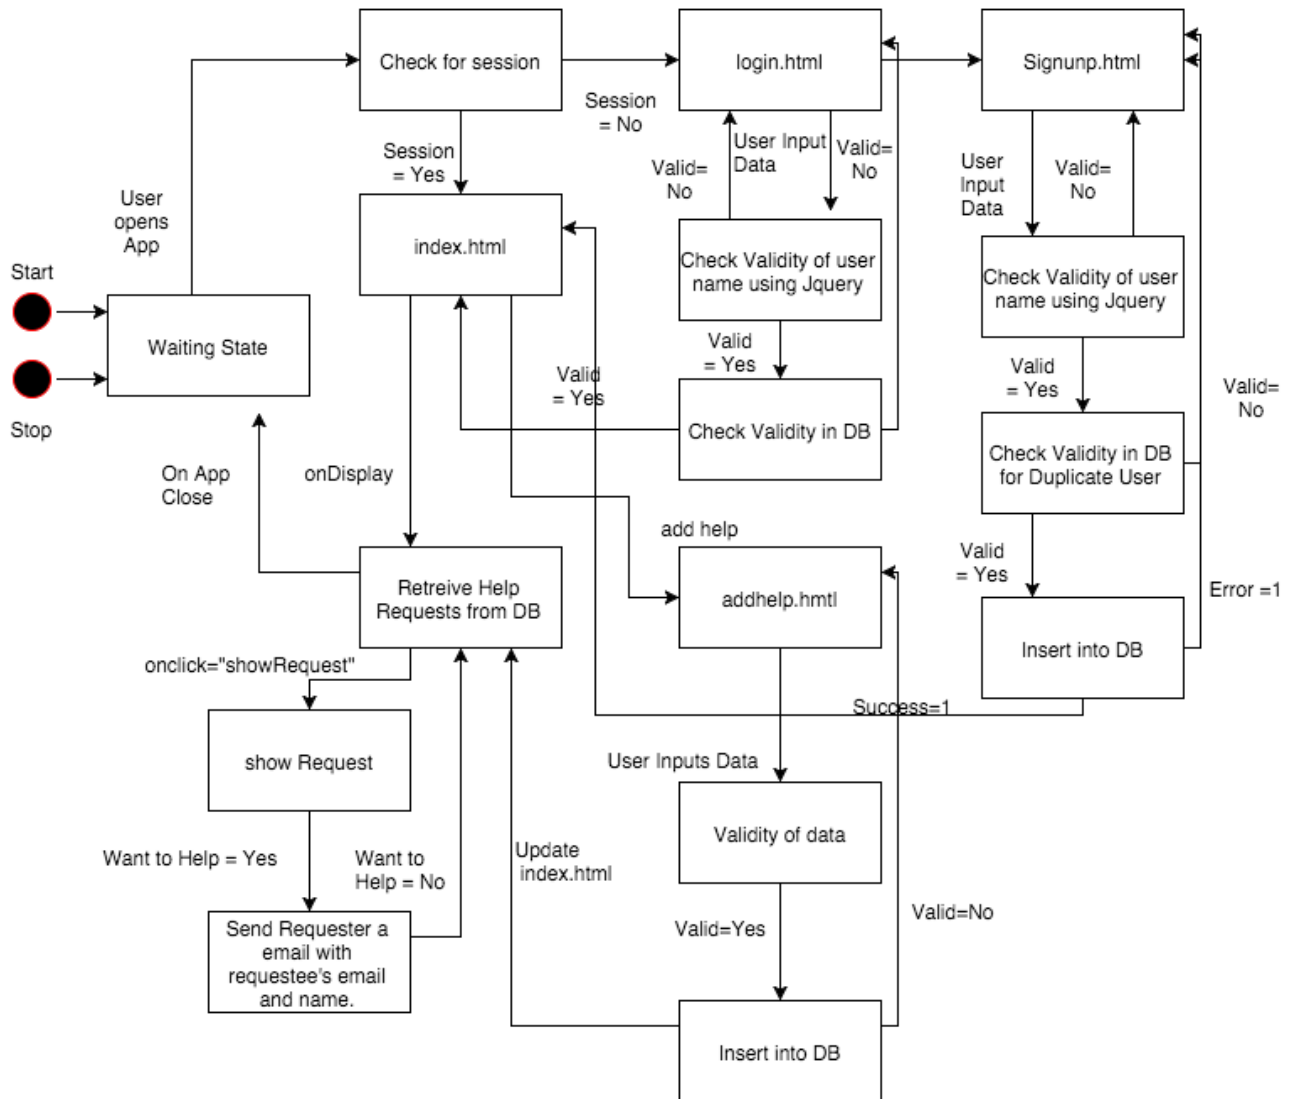 Check for session
login.html
Signunp.html
Session
= No
User Input
Data
Valid=
No
Valid=
No
User
Input
Data
Valid=
No
Session
= Yes
User
opens
App
index.html
Check Validity of user
name using Jquery
Check Validity of user
name using Jquery
Start
Waiting State
Stop
Valid
= Yes
Valid
= Yes
Valid
= Yes
Valid=
No
Check Validity in DB
Check Validity in DB
for Duplicate User
On App
Close
onDisplay
add help
Valid
= Yes
Retreive Help
Requests from DB
addhelp.hmtl
Error =1
Insert into DB
onclick="showRequest"
Success=1
show Request
User Inputs Data
Validity of data
Want to Help = Yes
Want to
Help = No
Update
index.html
Valid=No
Valid=Yes
Send Requester a
email with
requestee's email
and name.
Insert into DB